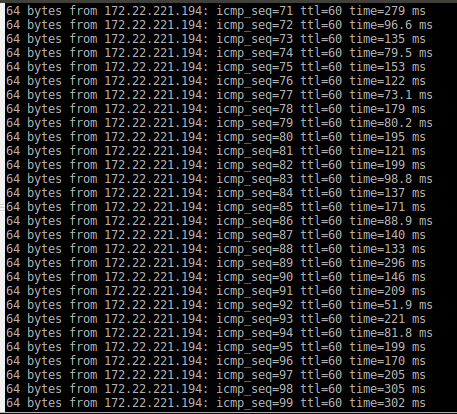 64 bytes from 172.22.221.194: icmp_seq=71 ttl=60 time=279 ms
64 bytes from 172.22.221.194: icmp_seq=72 ttl=60 time=96.6 ms
64 bytes from 172.22.221.194: icmp_seq=73 ttl=60 time=135 ms
64 bytes from 172.22.221.194: icmp_seq=74 ttl=60 time=79.5 ms
64 bytes from 172.22.221.194: icmp_seq=75 ttl=60 time=153 ms
64 bytes from 172.22.221.194: icmp_seq=76 ttl=60 time=122 ms
64 bytes from 172.22.221.194: icmp_seq=77 ttl=60 time=73.1 ms
64 bytes from 172.22.221.194: icmp_seq=78 ttl=60 time=179 ms
64 bytes from 172.22.221.194: icmp_seq=79 ttl=60 time=80.2 ms
64 bytes from 172.22.221.194: icmp_seq=80 ttl=60 time=195 ms
64 bytes from 172.22.221.194: icmp_seq=81 ttl=60 time=121 ms
64 bytes from 172.22.221.194: icmp_seq=82 ttl=60 time=199 ms
64 bytes from 172.22.221.194: icmp_seq=83 ttl=60 time=98.8 ms
64 bytes from 172.22.221.194: icmp_seq=84 ttl=60 time=137 ms
64 bytes from 172.22.221.194: icmp_seq=85 ttl=60 time=171 ms
64 bytes from 172.22.221.194: icmp_seq=86 ttl=60 time=88.9 ms
64 bytes from 172.22.221.194: icmp_seq=87 ttl=60 time=140 ms
64 bytes from 172.22.221.194: icmp_seq=88 ttl=60 time=133 ms
64 bytes from 172.22.221.194: icmp_seq=89 ttl=60 time=296 ms
64 bytes from 172.22.221.194: icmp_seq=90 ttl=60 time=146 ms
64 bytes from 172.22.221.194: icmp_seq=91 ttl=60 time=209 ms
64 bytes from 172.22.221.194: icmp_seq=92 ttl=60 time=51.9 ms
64 bytes from 172.22.221.194: icmp_seq=93 ttl=60 time=221 ms
64 bytes from 172.22.221.194: icmp_seq=94 ttl=60 time=81.8 ms
64 bytes from 172.22.221.194: icmp_seq=95 ttl=60 time=199 ms
64 bytes from 172.22.221.194: icmp_seq=96 ttl=60 time=170 ms
64 bytes from 172.22.221.194: icmp_seq=97 ttl=60 time=205 ms
64 bytes from 172.22.221.194: icmp_seq=98 ttl=60 time=305 ms
64 bytes from 172.22.221.194: icmp_seq=99 ttl=60 time=302 ms